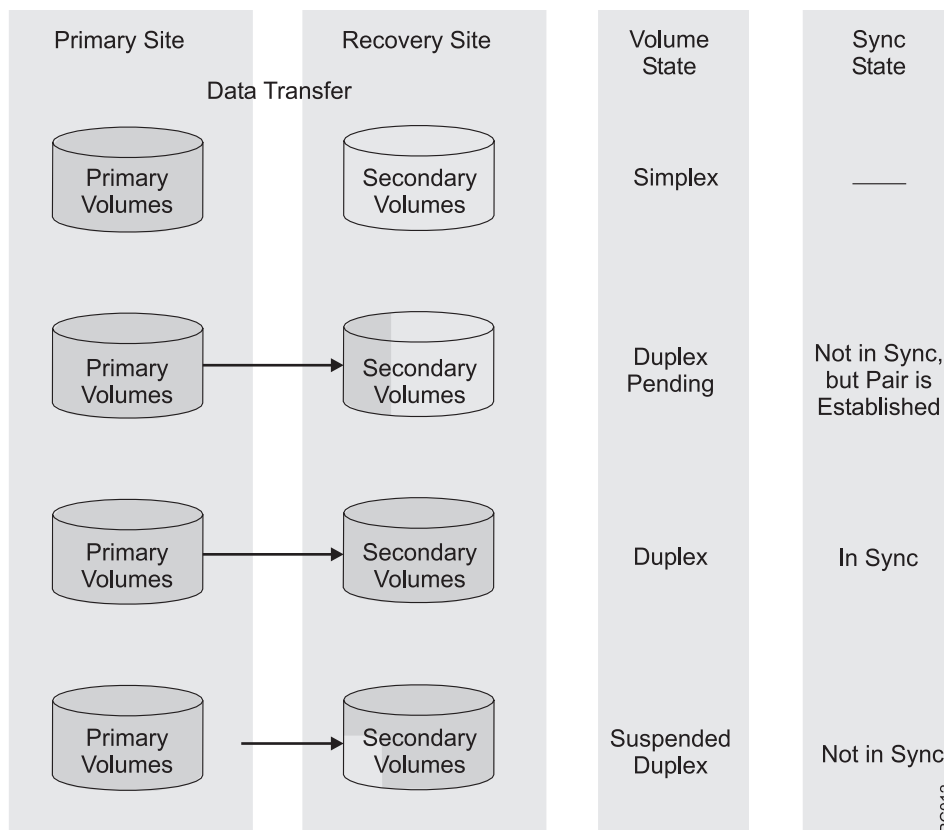 Primary Site
Recovery Site
Volume
State
Sync
State
Data Transfer
Primary
Volumes
Secondary
Volumes
Simplex
Primary
Volumes
Secondary
Volumes
Duplex
Pending
Not in Sync,
but Pair is
Established
Primary
Volumes
Secondary
Volumes
Duplex
In Sync
Primary
Volumes
Secondary
Volumes
Suspended
Duplex
Not in Sync